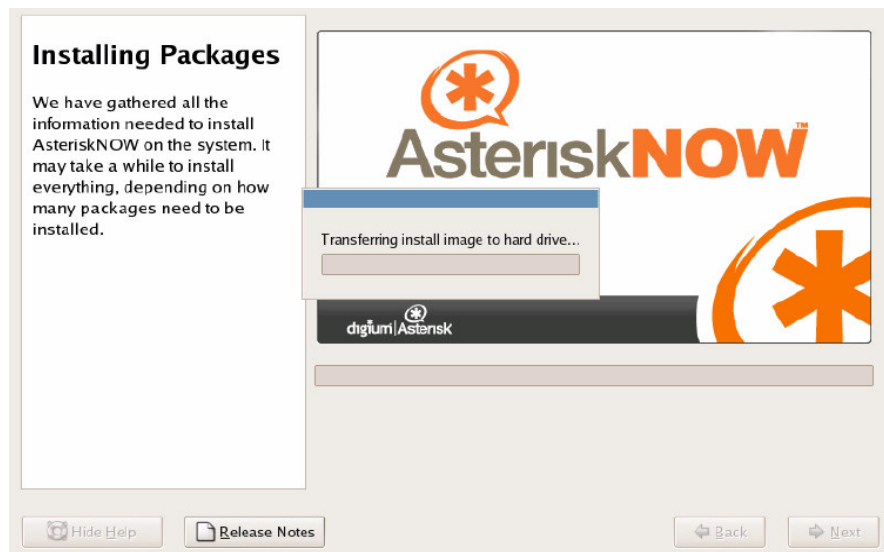 Installing Packages
We have gathered all the
information needed to install
AsteriskNOW on the system. It
may take a while to install
everything, depending on how
many packages need to be
installed.
AsteriskNOW™
Transferring install image to hard drive...
digium|Asterisk
Hide Help
Release Notes
Back
Next